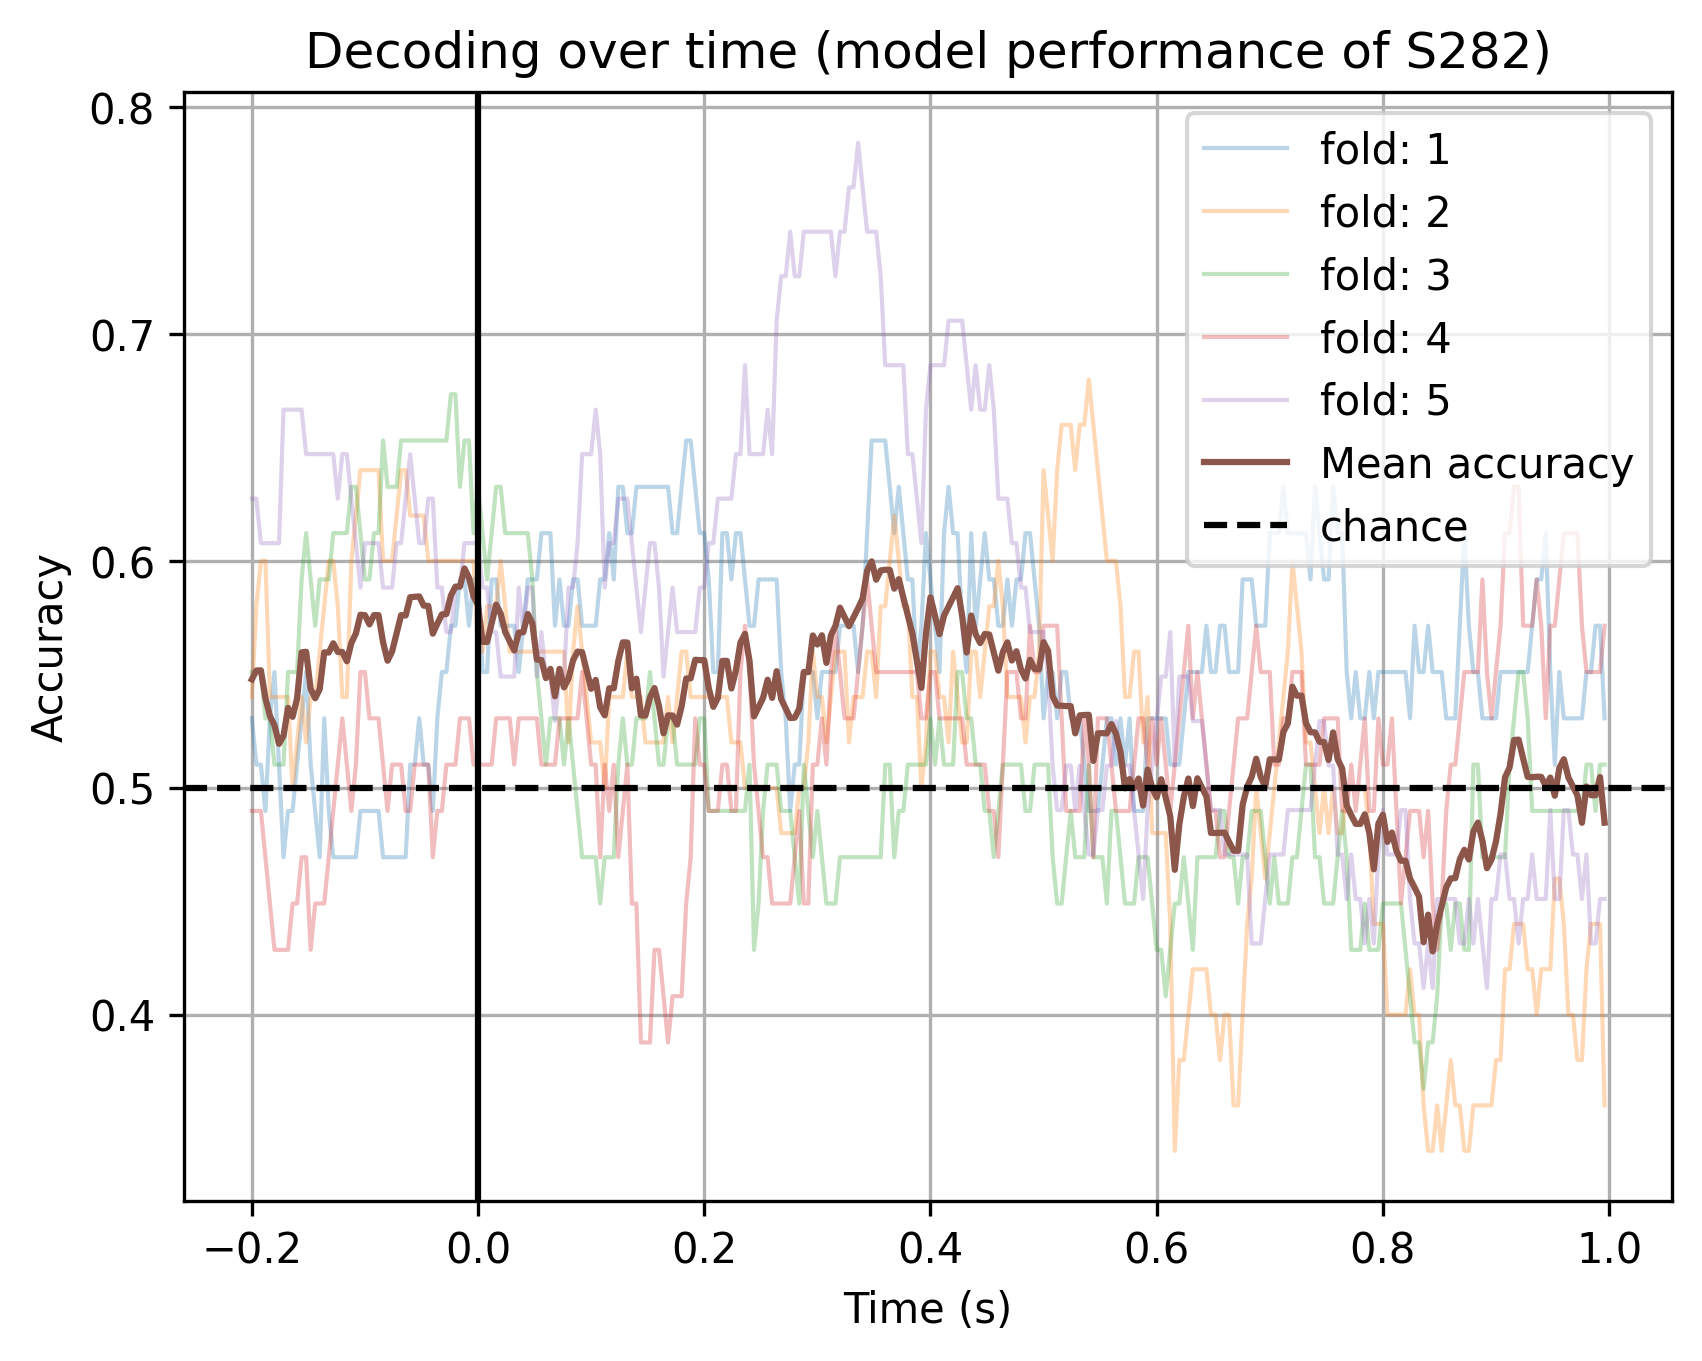 Decoding over time (model performance of S282)
0.8
0.7
0.6
0.5
0.4
Accuracy
fold: 1
fold: 2
fold: 3
fold: 4
fold: 5
Mean accuracy
chance
−0.2 0.0 0.2 0.4 0.6 0.8 1.0
Time (s)